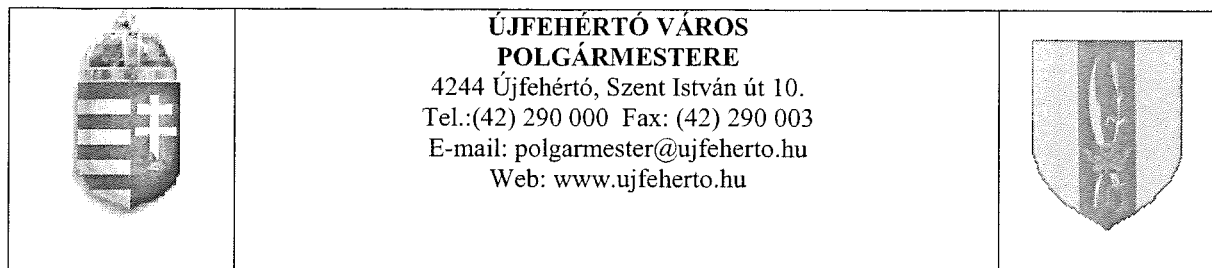 ÚJFEHÉRTÓ VÁROS
POLGÁRMESTERE
4244 Újfehértó, Szent István út 10.
Tel.:(42) 290 000 Fax: (42) 290 003
E-mail: polgarmester@ujfeherto.hu
Web: www.ujfeherto.hu